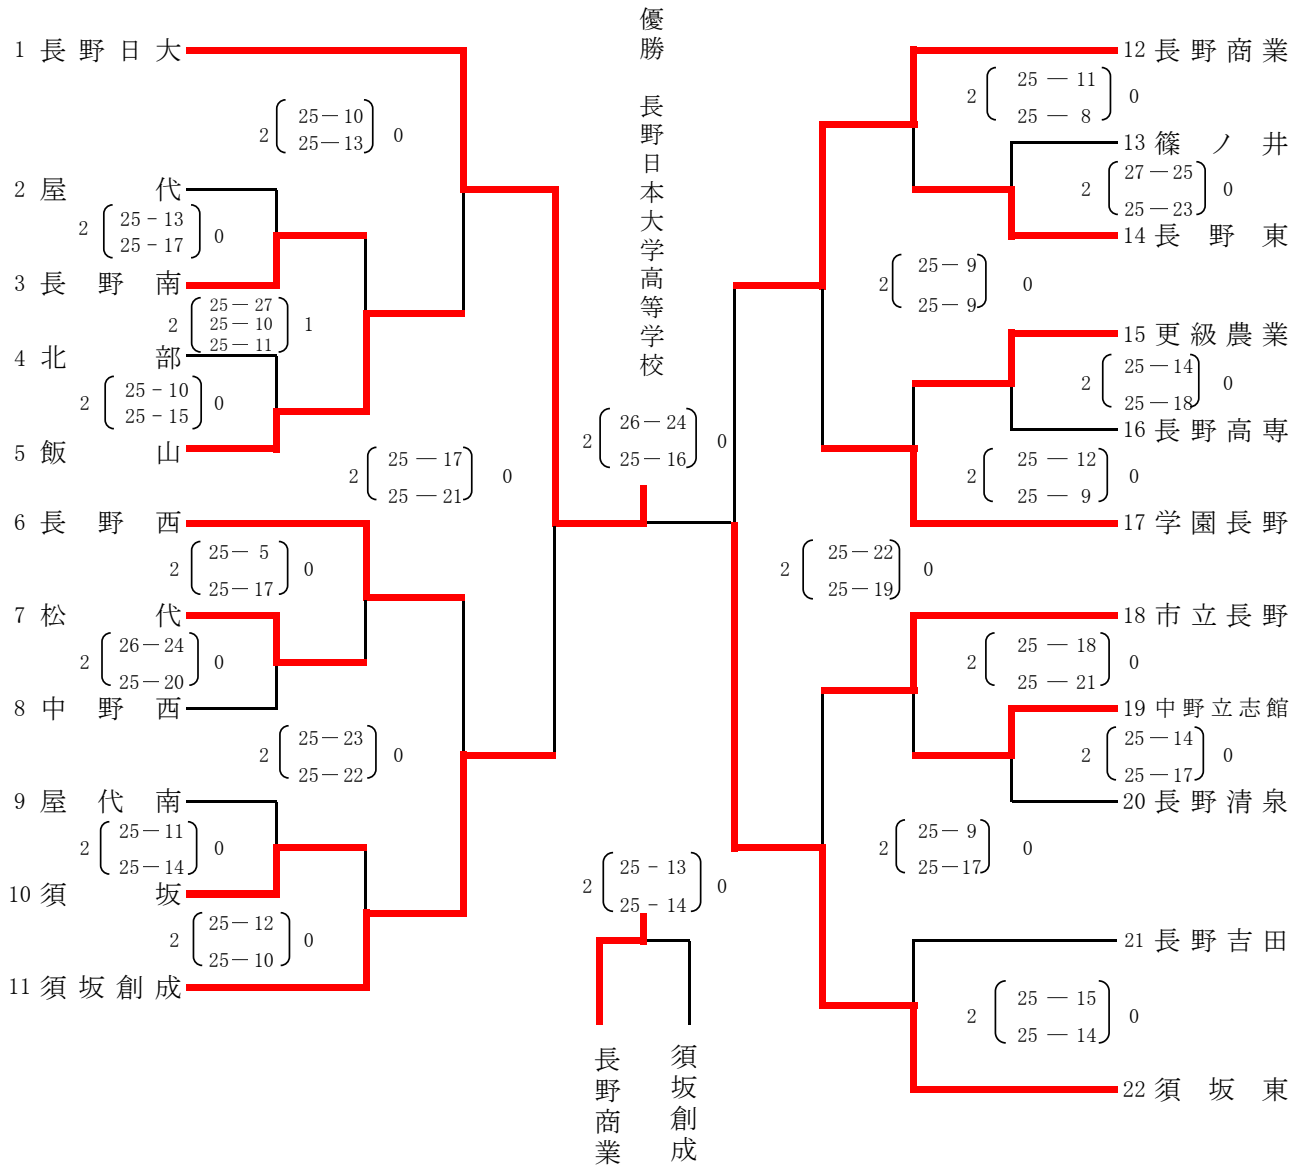 優勝 長野日本大学高等学校
1 長野日大
2 25－10 0
25－13
2 屋代
2 25-13 0
25-17
3 長野南
2 25－27 1
25－10
25－11
4 北部
2 25-10 0
25-15
5 飯山
2 25－17 0
25－21
6 長野西
2 25－5 0
25－17
7 松代
2 26－24 0
25－20
8 中野西
2 25－23 0
25－22
9 屋代南
2 25－11 0
25－14
10 須坂
2 25－12 0
25－10
11 須坂創成
2 26－24 0
25－16
2 25-13 0
25-14
長野商業
須坂創成
12 長野商業
2 25－11 0
25－8
13 篠ノ井
2 27－25 0
25－23
14 長野東
2 25－9 0
25－9
15 更級農業
2 25－14 0
25－18
16 長野高専
2 25－12 0
25－9
17 学園長野
2 25－22 0
25－19
18 市立長野
2 25－18 0
25－21
19 中野立志館
2 25－14 0
25－17
20 長野清泉
2 25－9 0
25－17
21 長野吉田
2 25－15 0
25－14
22 須坂東